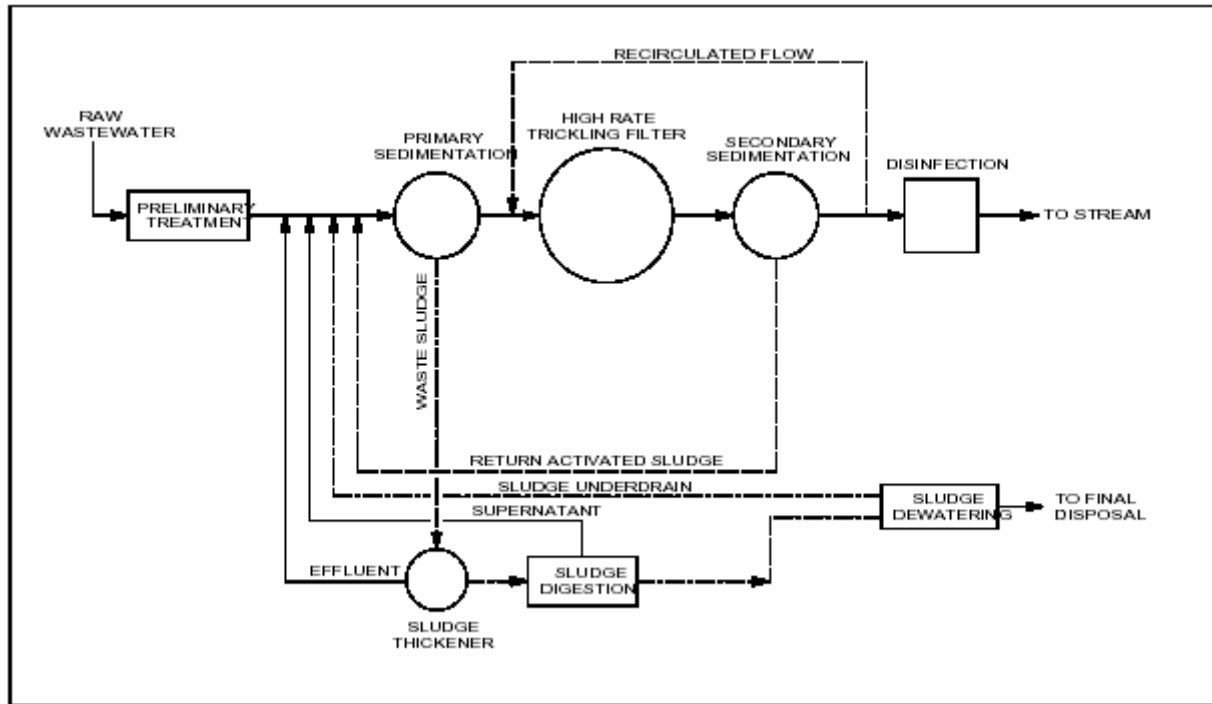 RECIRCULATED FLOW
RAW
WASTEWATER
PRIMARY
SEDIMENTATION
HIGH RATE
TRICKLING FILTER
SECONDARY
SEDIMENTATION
DISINFECTION
PRELIMINARY
TREATMENT
TO STREAM
WASTE SLUDGE
RETURN ACTIVATED SLUDGE
SLUDGE UNDERDRAIN
SUPERNATANT
SLUDGE
DEWATERING
TO FINAL
DISPOSAL
EFFLUENT
SLUDGE
DIGESTION
SLUDGE
THICKENER